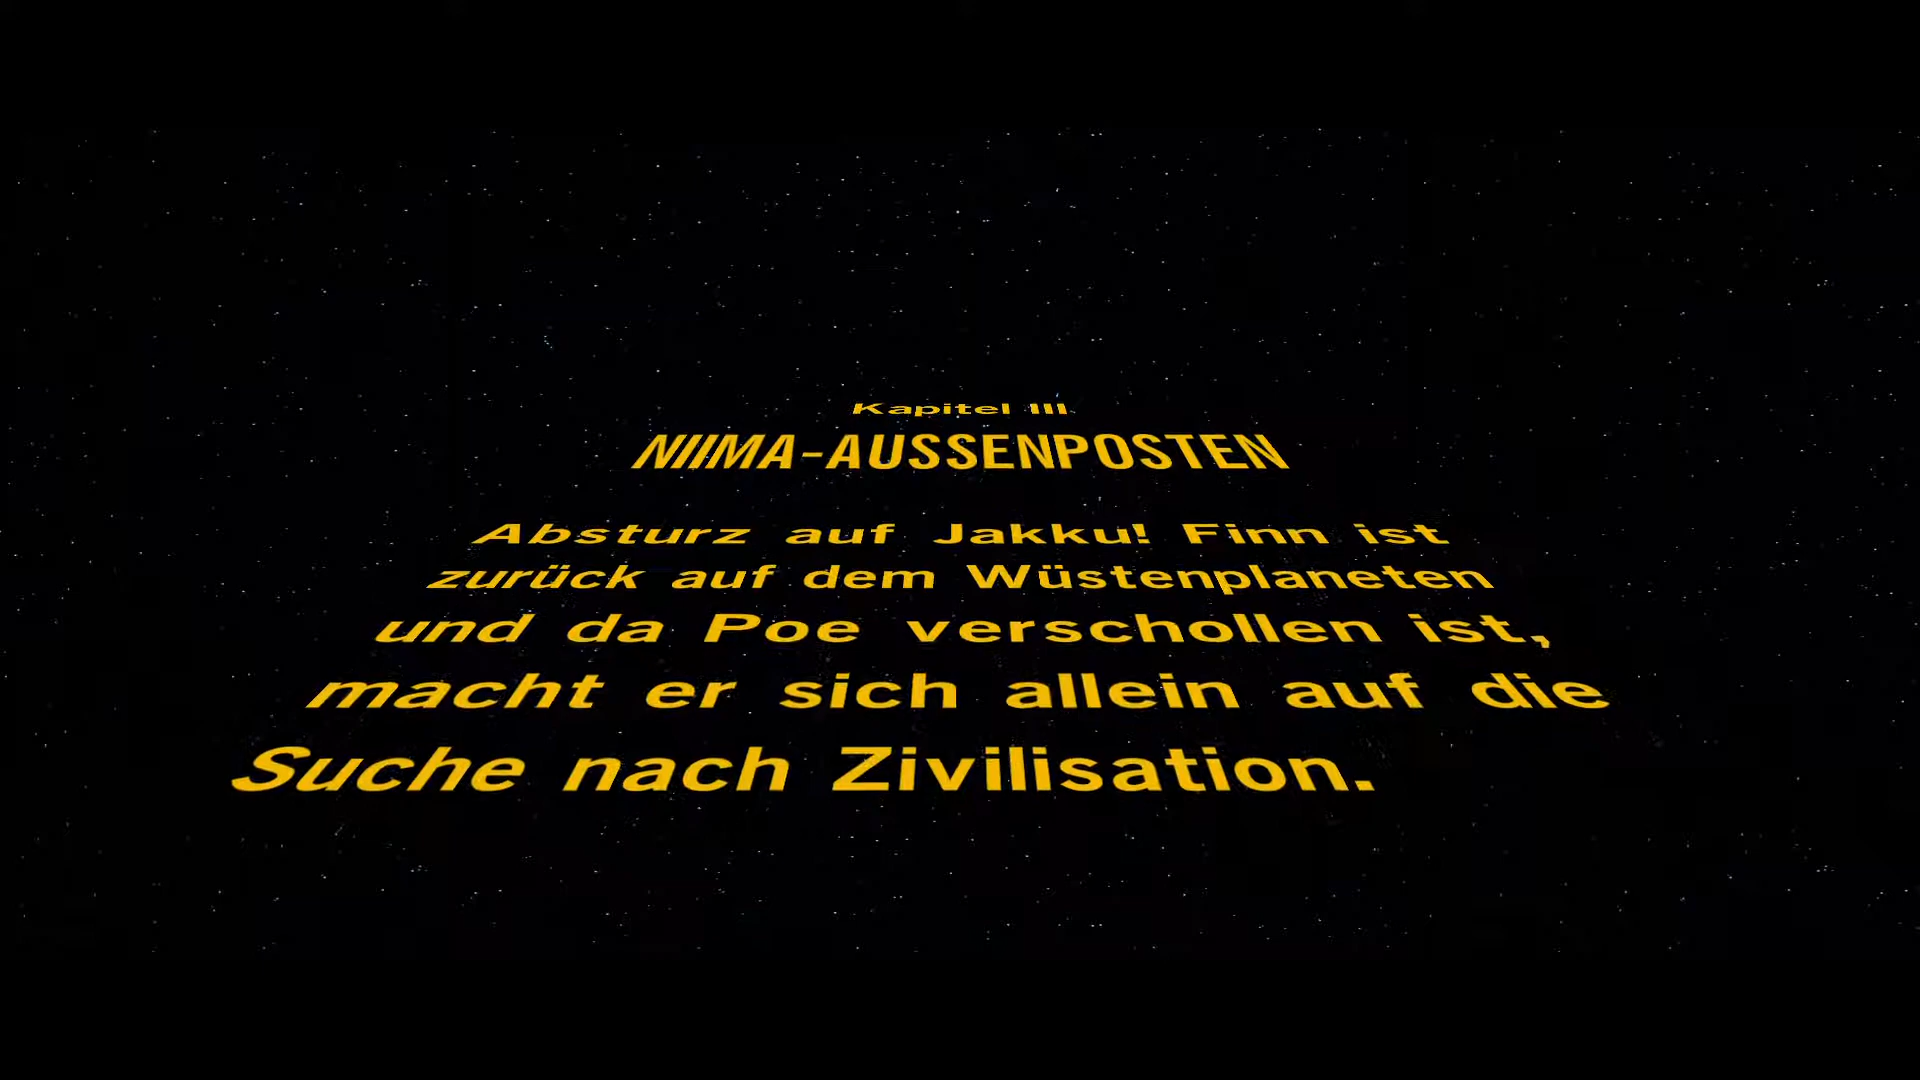 Kapitel III
NIIMA-AUSSENPOSTEN
Absturz auf Jakku! Finn ist
zurück auf dem Wüstenplaneten
und da Poe verschollen ist,
macht er sich allein auf die
Suche nach Zivilisation.